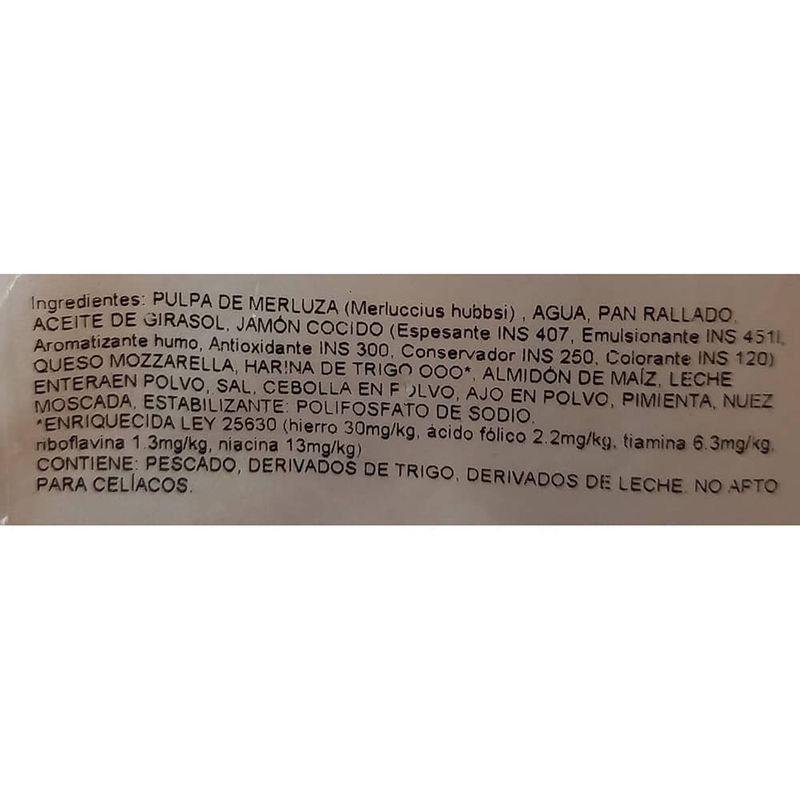 Ingredientes: PULPA DE MERLUZA (Merluccius hubbsi) , AGUA, PAN RALLADO,
ACEITE DE GIRASOL, JAMÓN COCIDO (Espesante INS 407, Emulsionante INS 451I,
Aromatizante humo, Antioxidante INS 300, Conservador INS 250, Colorante INS 120)
QUESO MOZZARELLA, HARINA DE TRIGO OOO*, ALMIDÓN DE MAÍZ, LECHE
ENTERAEN POLVO, SAL, CEBOLLA EN POLVO, AJO EN POLVO, PIMIENTA, NUEZ
MOSCADA, ESTABILIZANTE: POLIFOSFATO DE SODIO.
*ENRIQUECIDA LEY 25630 (hierro 30mg/kg, ácido fólico 2.2mg/kg, tiamina 6.3mg/kg,
riboflavina 1.3mg/kg, niacina 13mg/kg)
CONTIENE: PESCADO, DERIVADOS DE TRIGO, DERIVADOS DE LECHE. NO APTO
PARA CELÍACOS.